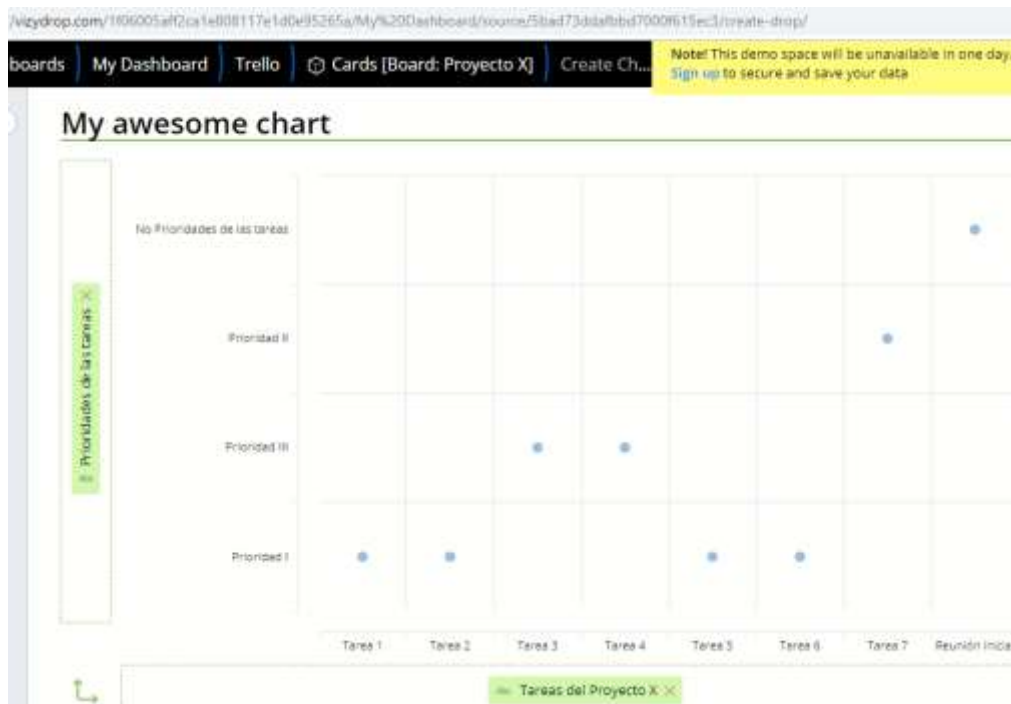 /vizydrop.com/1f06005aff2ca1e808117e1d0e95265a/My%20Dashboard/source/5bad73ddafbbd7000f615ec3/create-drop/
boards My Dashboard Trello Cards [Board: Proyecto X] Create Ch...
Note! This demo space will be unavailable in one day.
Sign up to secure and save your data
My awesome chart
Prioridades de las tareas
No Prioridades de las tareas
Prioridad II
Prioridad III
Prioridad I
Tarea 1 Tarea 2 Tarea 3 Tarea 4 Tarea 5 Tarea 6 Tarea 7 Reunión Inicia
Tareas del Proyecto X